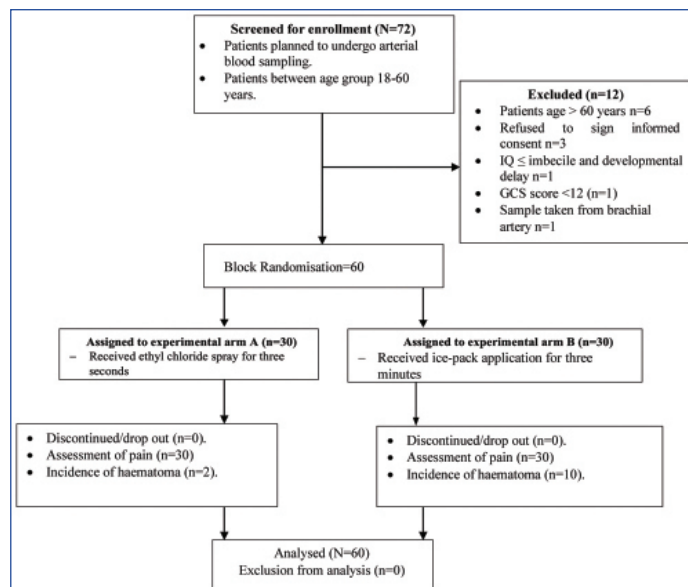 Screened for enrollment (N=72)
• Patients planned to undergo arterial
blood sampling.
• Patients between age group 18-60
years.
Excluded (n=12)
• Patients age > 60 years n=6
• Refused to sign informed
consent n=3
• IQ ≤ imbecile and developmental
delay n=1
• GCS score <12 (n=1)
• Sample taken from brachial
artery n=1
Block Randomisation=60
Assigned to experimental arm A (n=30)
− Received ethyl chloride spray for three
seconds
Assigned to experimental arm B (n=30)
− Received ice-pack application for three
minutes
• Discontinued/drop out (n=0).
• Assessment of pain (n=30)
• Incidence of haematoma (n=2).
• Discontinued/drop out (n=0).
• Assessment of pain (n=30)
• Incidence of haematoma (n=10).
Analysed (N=60)
Exclusion from analysis (n=0)